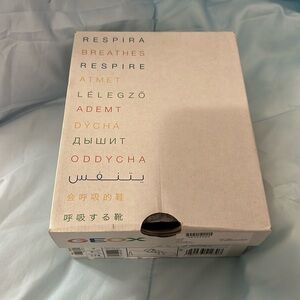 RESPIRA
BREATHES
RESPIRE
ATMET
LÉLEGZŐ
ADEMT
DÝCHA
ДЫШИТ
ODDYCHA
يتنفس
会呼吸的鞋
呼吸する靴
GEOX